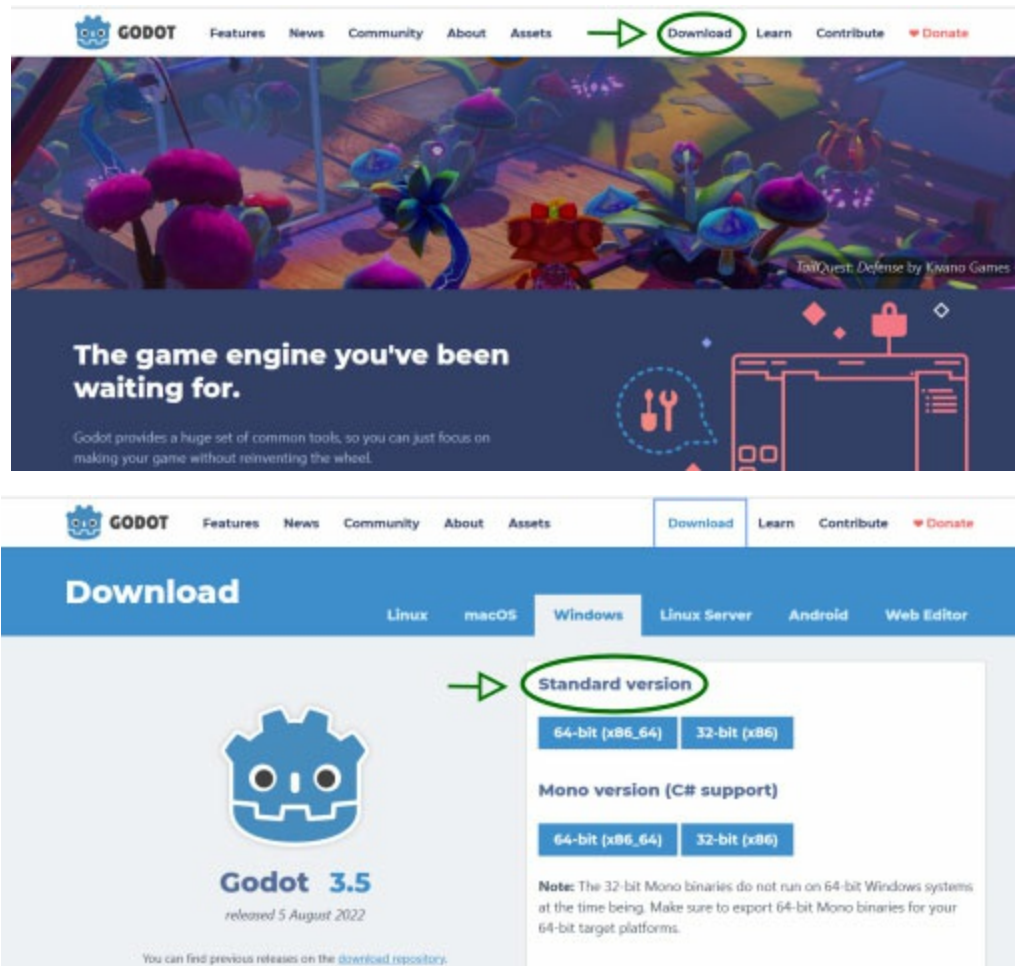 GODOT Features News Community About Assets Download Learn Contribute Donate
ToxiQuest: Defense by Kivano Games
The game engine you've been
waiting for.
Godot provides a huge set of common tools, so you can just focus on
making your game without reinventing the wheel.
GODOT Features News Community About Assets Download Learn Contribute Donate
Download
Linux macOS Windows Linux Server Android Web Editor
Standard version
64-bit (x86_64) 32-bit (x86)
Mono version (C# support)
64-bit (x86_64) 32-bit (x86)
Godot 3.5
released 5 August 2022
Note: The 32-bit Mono binaries do not run on 64-bit Windows systems
at the time being. Make sure to export 64-bit Mono binaries for your
64-bit target platforms.
You can find previous releases on the download repository.